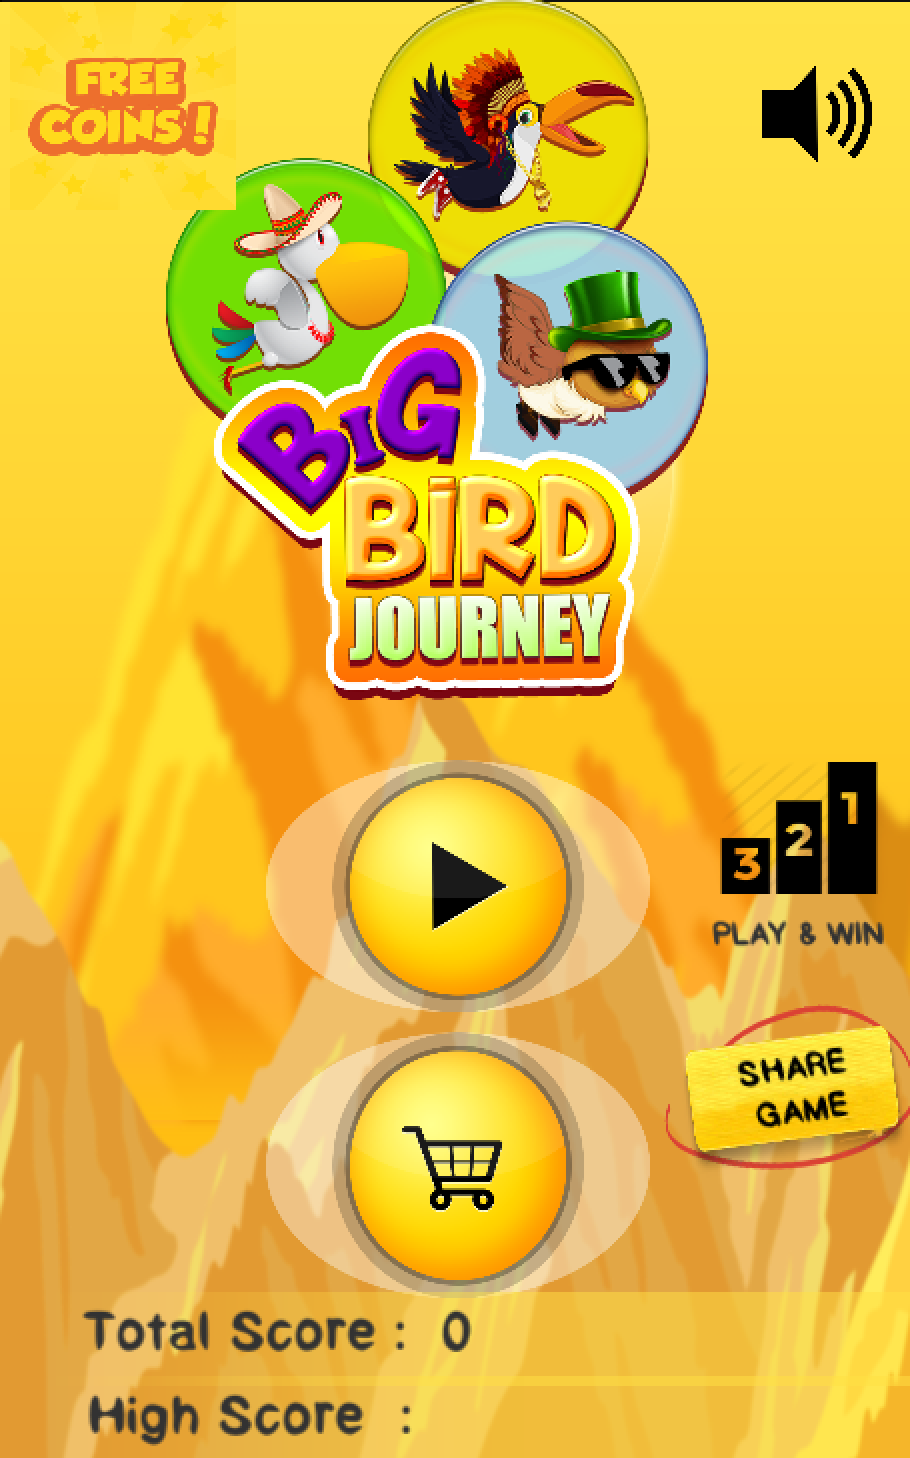 FREE
COINS!
BIG
BiRD
JOURNEY
3 2 1
PLAY & WIN
SHARE
GAME
Total Score : 0
High Score :